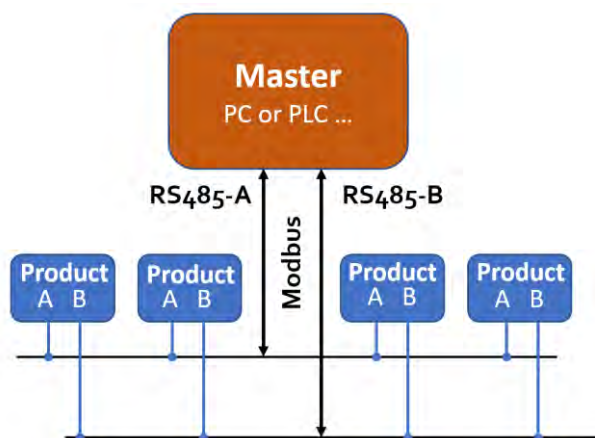 Master
PC or PLC ...
RS485-A
RS485-B
Modbus
Product
A B
Product
A B
Product
A B
Product
A B